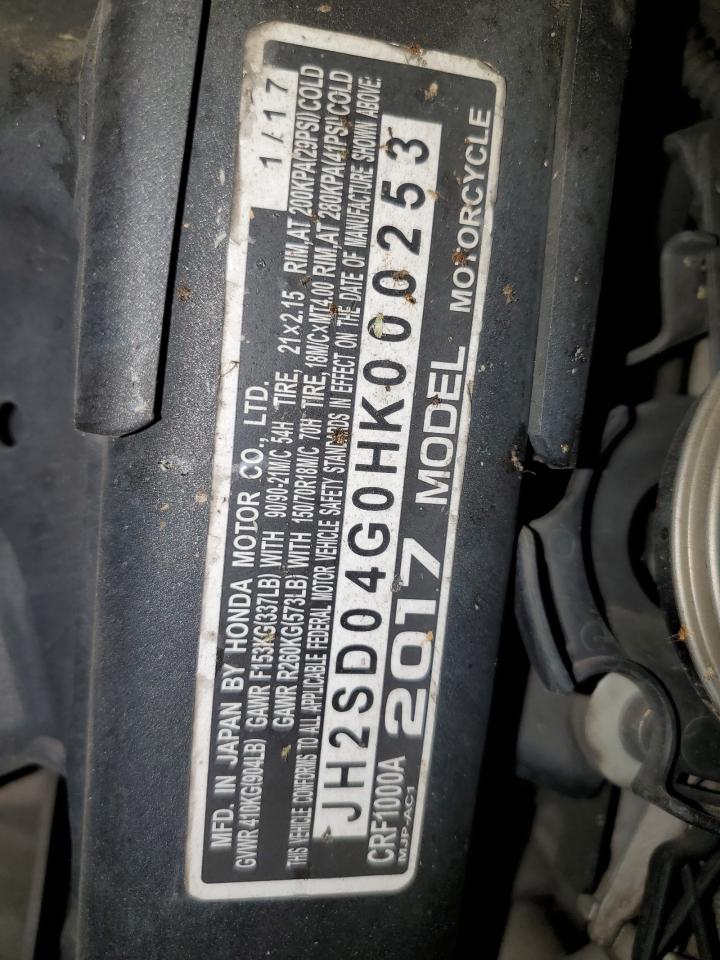 MFD. IN JAPAN BY HONDA MOTOR CO., LTD. 1/17
GVWR 410KG(904LB) GAWR F153KG(337LB) WITH 90/90-21M/C 54H TIRE, 21×2.15 RIM, AT 200KPA(29PSI) COLD
GAWR R260KG(573LB) WITH 150/70R18M/C 70H TIRE, 18M/C×MT4.00 RIM, AT 280KPA(41PSI) COLD
THIS VEHICLE CONFORMS TO ALL APPLICABLE FEDERAL MOTOR VEHICLE SAFETY STANDARDS IN EFFECT ON THE DATE OF MANUFACTURE SHOWN ABOVE.
JH2SD04G0HK000253
CRF1000A 2017 MODEL MOTORCYCLE
MJP-AC1